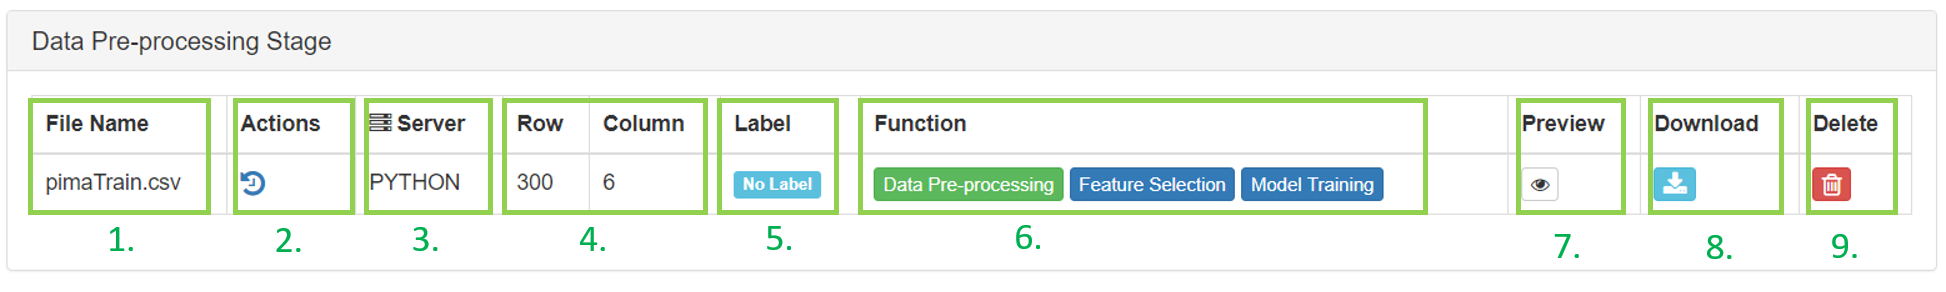 Data Pre-processing Stage
File Name Actions Server Row Column Label Function Preview Download Delete
pimaTrain.csv PYTHON 300 6 No Label Data Pre-processing Feature Selection Model Training
1. 2. 3. 4. 5. 6. 7. 8. 9.